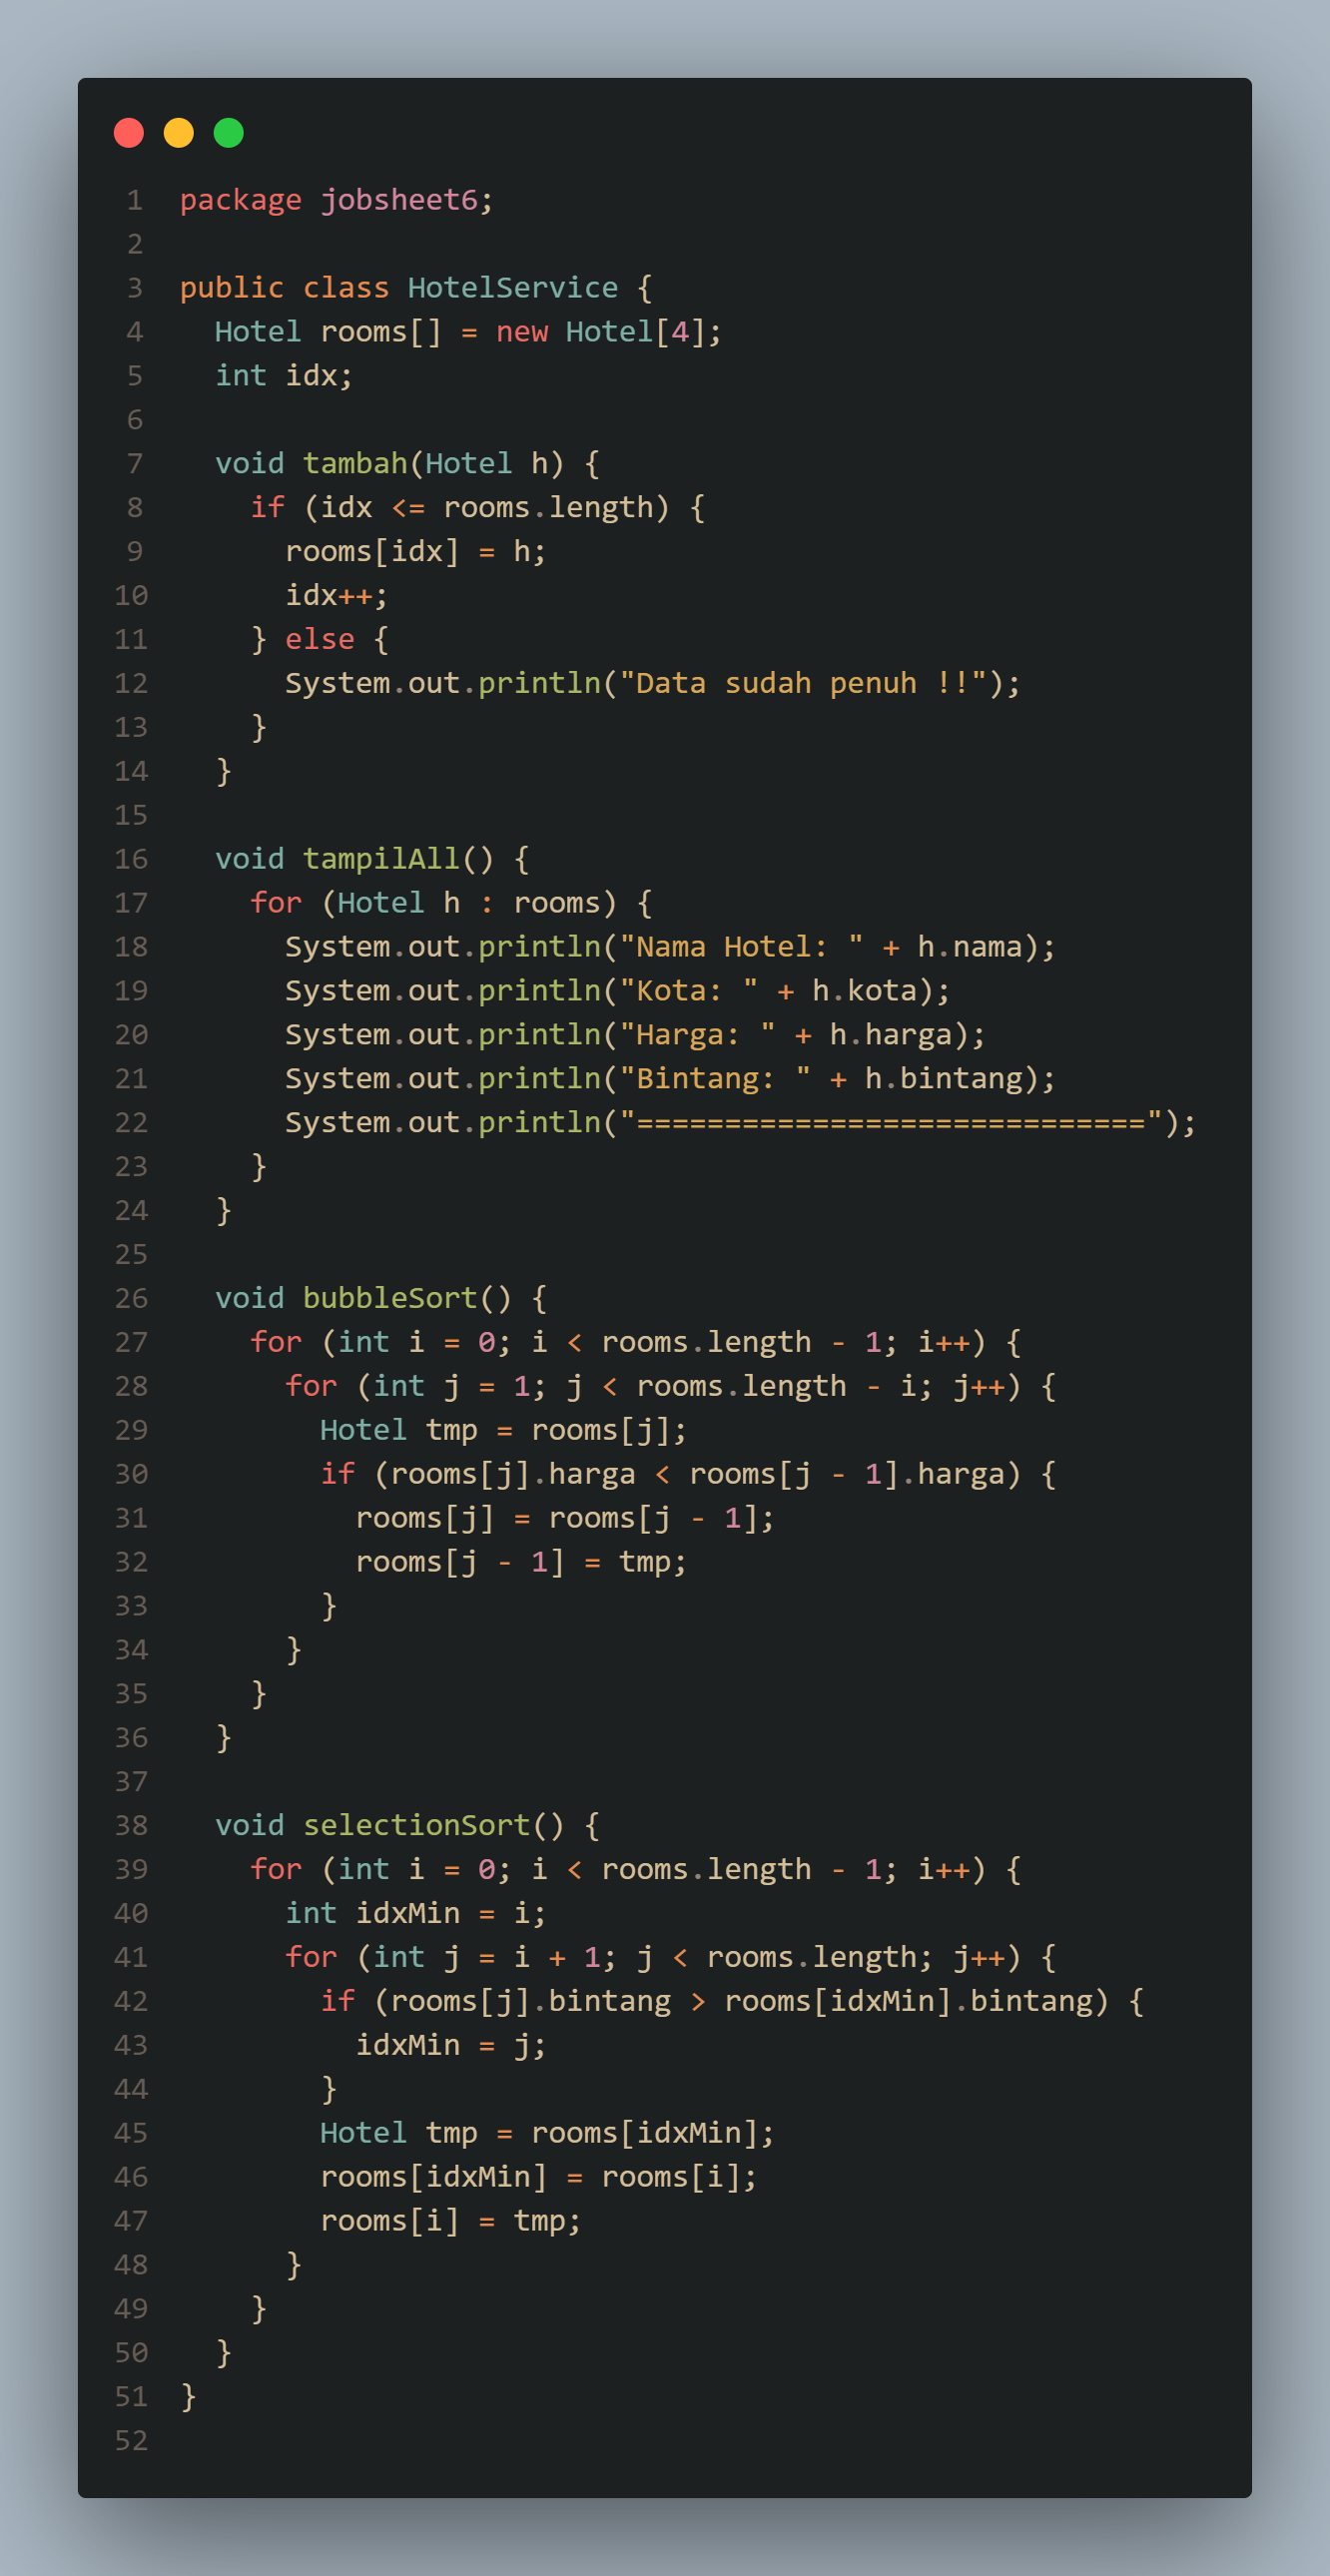 1 package jobsheet6;
2
3 public class HotelService {
4   Hotel rooms[] = new Hotel[4];
5   int idx;
6
7   void tambah(Hotel h) {
8     if (idx <= rooms.length) {
9       rooms[idx] = h;
10       idx++;
11     } else {
12       System.out.println("Data sudah penuh !!");
13     }
14   }
15
16   void tampilAll() {
17     for (Hotel h : rooms) {
18       System.out.println("Nama Hotel: " + h.nama);
19       System.out.println("Kota: " + h.kota);
20       System.out.println("Harga: " + h.harga);
21       System.out.println("Bintang: " + h.bintang);
22       System.out.println("=============================");
23     }
24   }
25
26   void bubbleSort() {
27     for (int i = 0; i < rooms.length - 1; i++) {
28       for (int j = 1; j < rooms.length - i; j++) {
29         Hotel tmp = rooms[j];
30         if (rooms[j].harga < rooms[j - 1].harga) {
31           rooms[j] = rooms[j - 1];
32           rooms[j - 1] = tmp;
33         }
34       }
35     }
36   }
37
38   void selectionSort() {
39     for (int i = 0; i < rooms.length - 1; i++) {
40       int idxMin = i;
41       for (int j = i + 1; j < rooms.length; j++) {
42         if (rooms[j].bintang > rooms[idxMin].bintang) {
43           idxMin = j;
44         }
45         Hotel tmp = rooms[idxMin];
46         rooms[idxMin] = rooms[i];
47         rooms[i] = tmp;
48       }
49     }
50   }
51 }
52